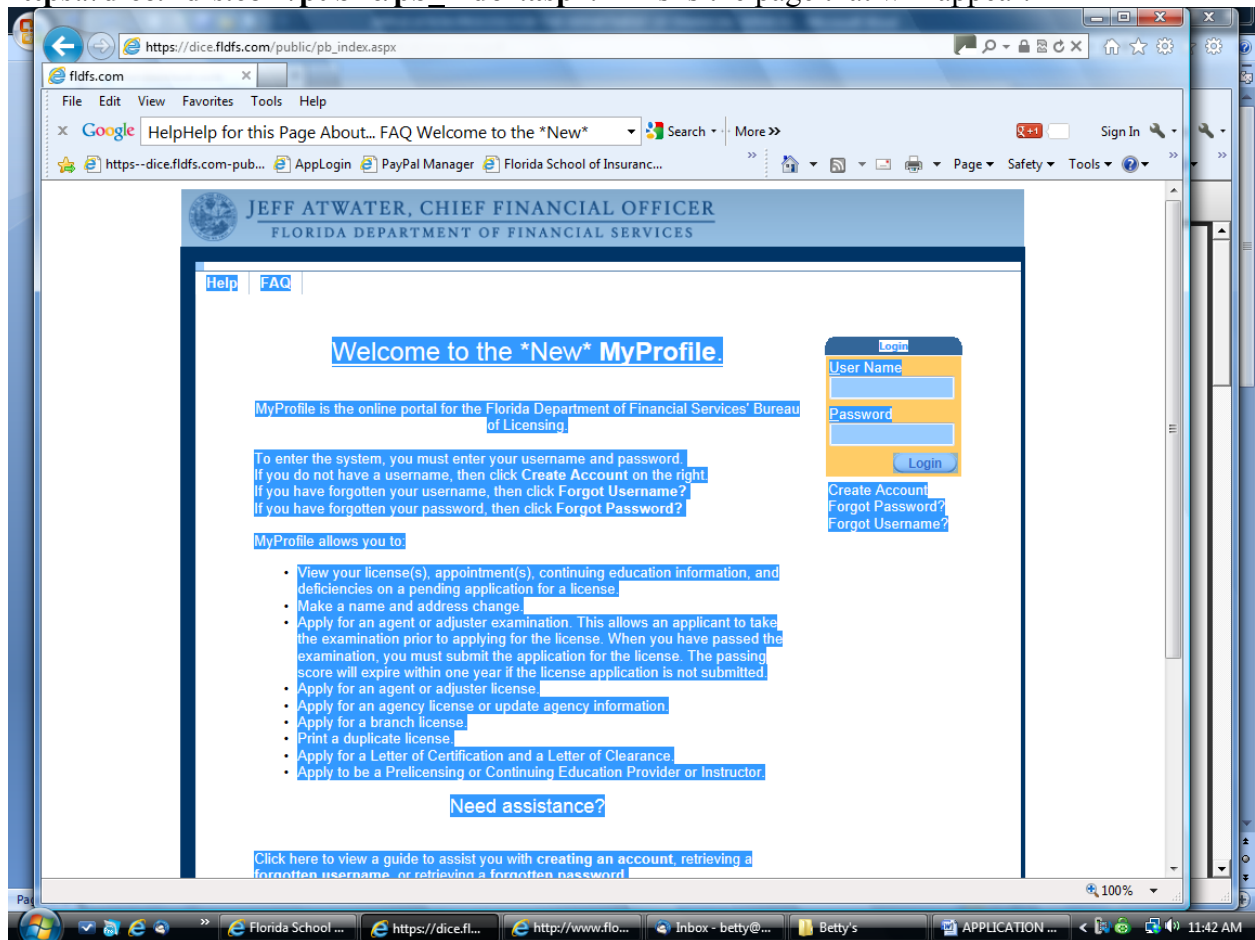 https://dice.fldfs.com/public/pb_index.aspx
fldfs.com
File Edit View Favorites Tools Help
Google HelpHelp for this Page About... FAQ Welcome to the *New* Search More >> Sign In
https--dice.fldfs.com-pub... AppLogin PayPal Manager Florida School of Insuranc... Page Safety Tools
JEFF ATWATER, CHIEF FINANCIAL OFFICER
FLORIDA DEPARTMENT OF FINANCIAL SERVICES
Help FAQ
Welcome to the *New* MyProfile.
MyProfile is the online portal for the Florida Department of Financial Services' Bureau
of Licensing.
To enter the system, you must enter your username and password.
If you do not have a username, then click Create Account on the right.
If you have forgotten your username, then click Forgot Username?
If you have forgotten your password, then click Forgot Password?
MyProfile allows you to:
• View your license(s), appointment(s), continuing education information, and
deficiencies on a pending application for a license.
• Make a name and address change.
• Apply for an agent or adjuster examination. This allows an applicant to take
the examination prior to applying for the license. When you have passed the
examination, you must submit the application for the license. The passing
score will expire within one year if the license application is not submitted.
• Apply for an agent or adjuster license.
• Apply for an agency license or update agency information.
• Apply for a branch license.
• Print a duplicate license.
• Apply for a Letter of Certification and a Letter of Clearance.
• Apply to be a Prelicensing or Continuing Education Provider or Instructor.
Need assistance?
Click here to view a guide to assist you with creating an account, retrieving a
forgotten username, or retrieving a forgotten password.
Login
User Name
Password
Login
Create Account
Forgot Password?
Forgot Username?
100%
Florida School ... https://dice.fl... http://www.flo... Inbox - betty@... Betty's APPLICATION ... 11:42 AM